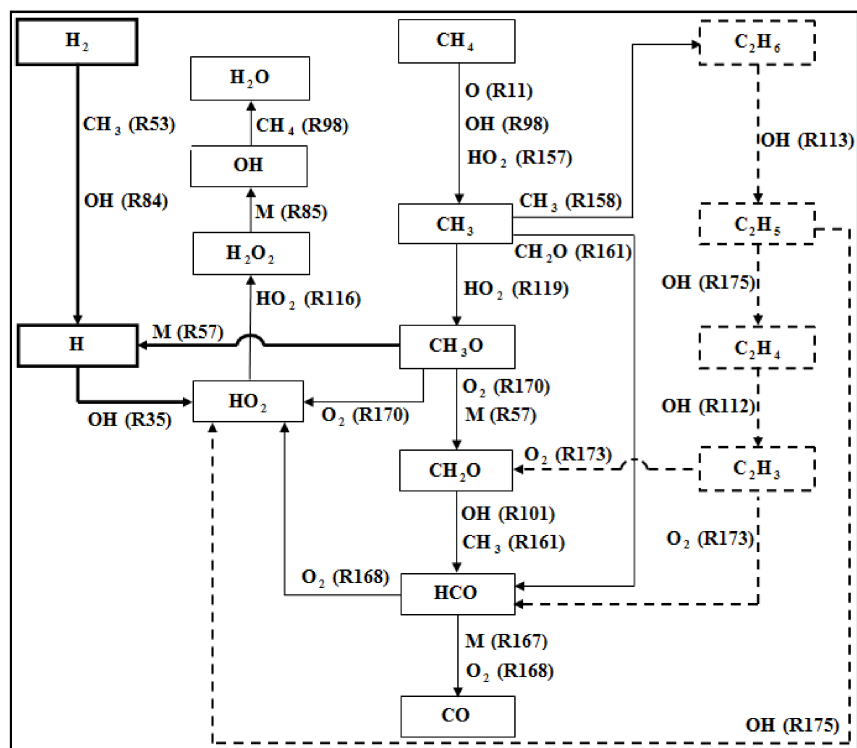 H₂
CH₄
C₂H₆
H₂O
O (R11)
CH₃ (R53)
CH₄ (R98)
OH (R98)
OH (R113)
HO₂ (R157)
OH
OH (R84)
M (R85)
CH₃ (R158)
CH₃
C₂H₅
H₂O₂
CH₂O (R161)
OH (R175)
HO₂ (R116)
HO₂ (R119)
M (R57)
H
CH₃O
C₂H₄
O₂ (R170)
HO₂
OH (R112)
OH (R35)
O₂ (R170)
M (R57)
O₂ (R173)
CH₂O
C₂H₃
OH (R101)
CH₃ (R161)
O₂ (R173)
O₂ (R168)
HCO
M (R167)
O₂ (R168)
CO
OH (R175)